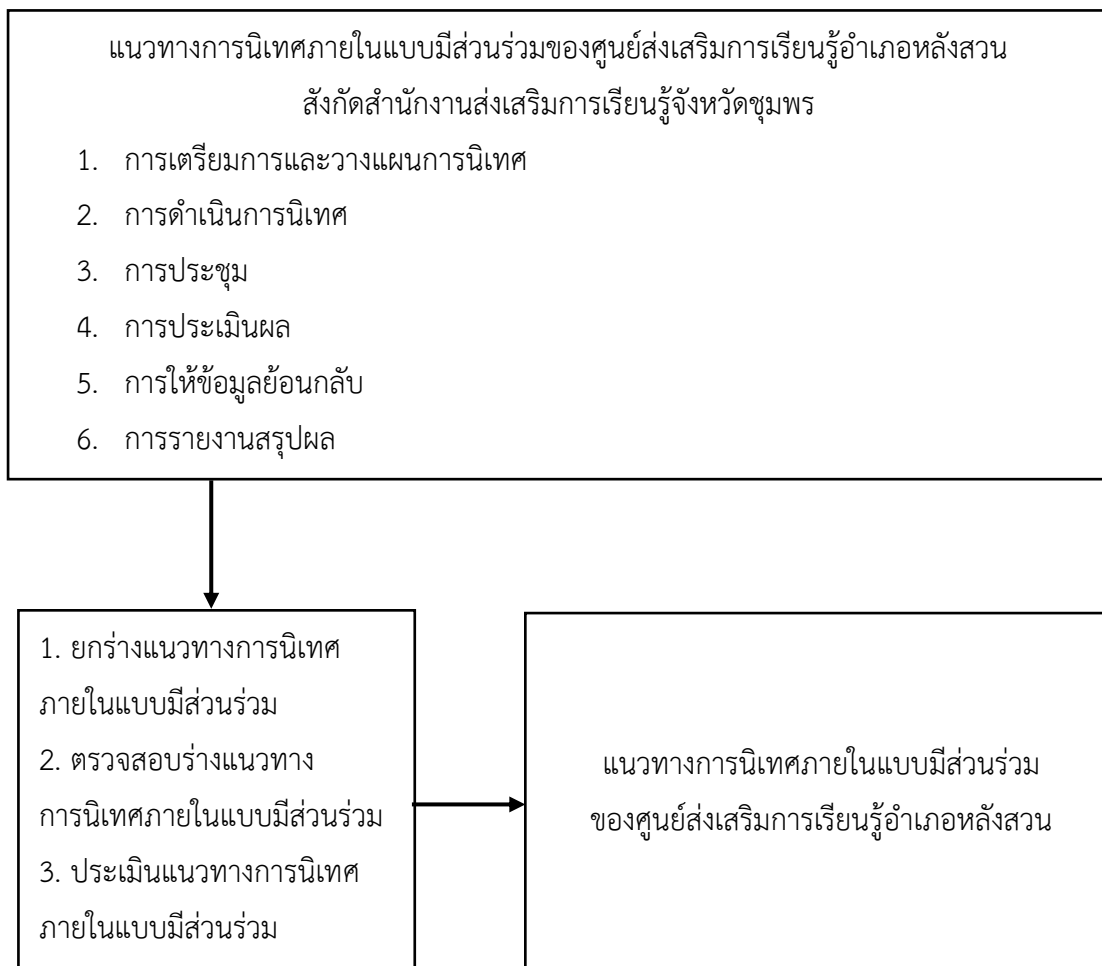 แนวทางการนิเทศภายในแบบมีส่วนร่วมของศูนย์ส่งเสริมการเรียนรู้อำเภอหลังสวน
สังกัดสำนักงานส่งเสริมการเรียนรู้จังหวัดชุมพร
1. การเตรียมการและวางแผนการนิเทศ
2. การดำเนินการนิเทศ
3. การประชุม
4. การประเมินผล
5. การให้ข้อมูลย้อนกลับ
6. การรายงานสรุปผล
1. ยกร่างแนวทางการนิเทศ
ภายในแบบมีส่วนร่วม
2. ตรวจสอบร่างแนวทาง
การนิเทศภายในแบบมีส่วนร่วม
3. ประเมินแนวทางการนิเทศ
ภายในแบบมีส่วนร่วม
แนวทางการนิเทศภายในแบบมีส่วนร่วม
ของศูนย์ส่งเสริมการเรียนรู้อำเภอหลังสวน